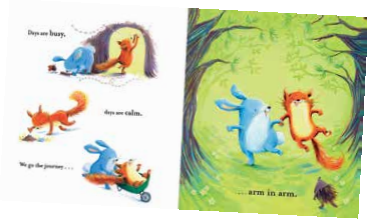 Days are busy,
days are calm.
We go the journey . . .
. . . arm in arm.